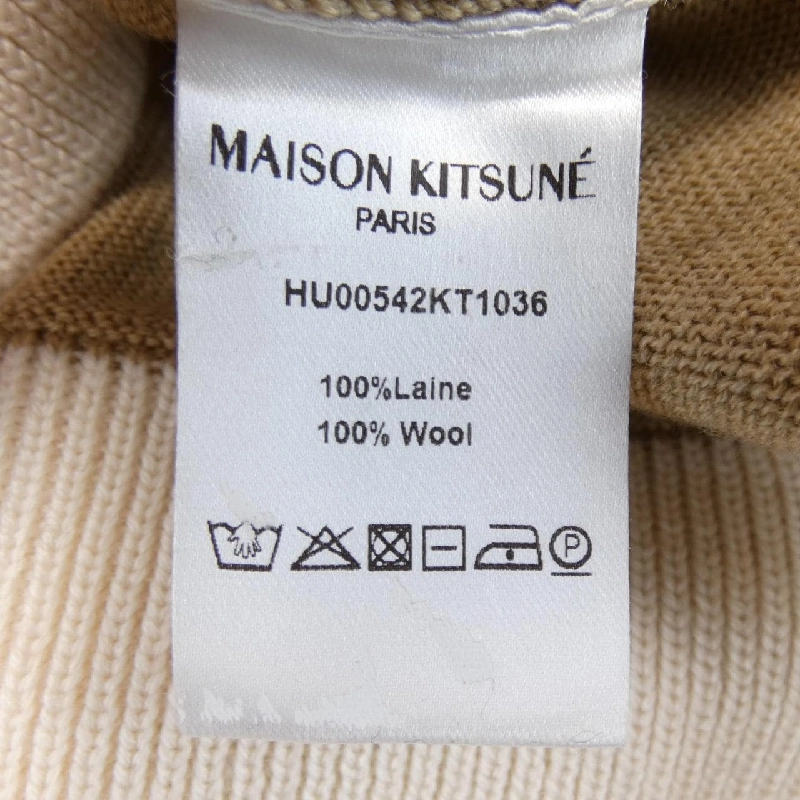 MAISON KITSUNÉ
PARIS
HU00542KT1036
100%Laine
100% Wool
P